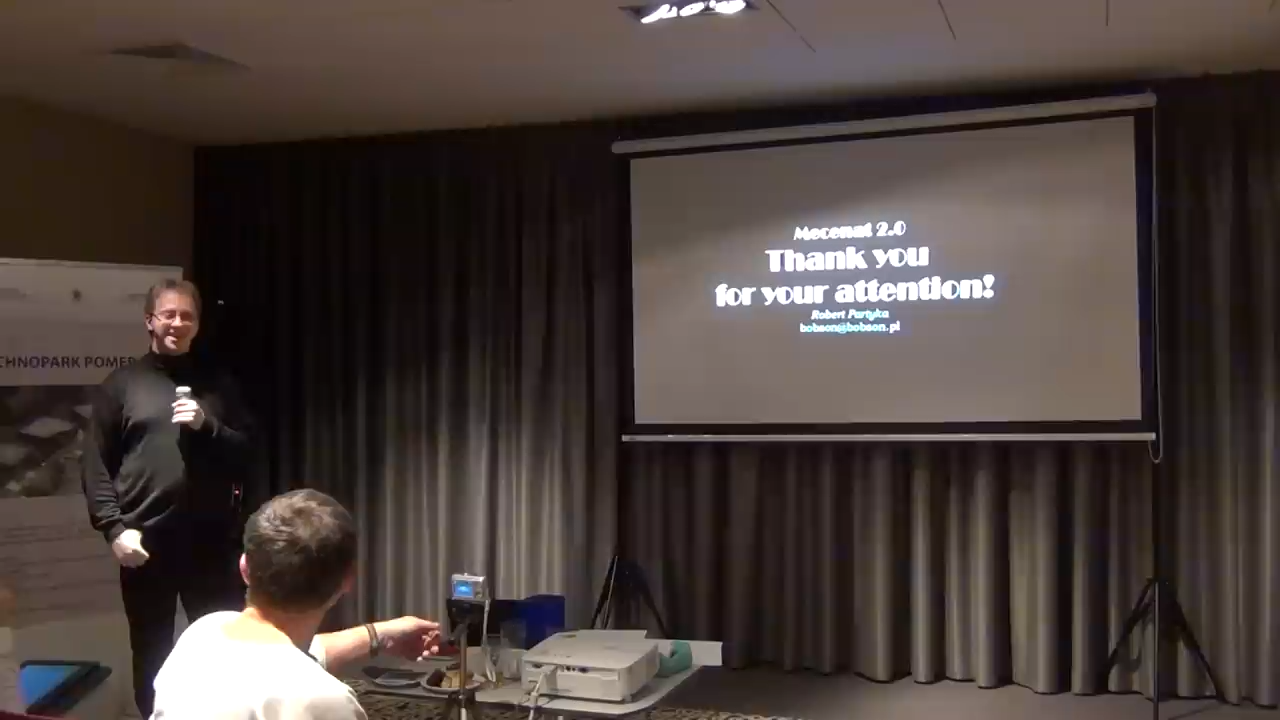 Mecenat 2.0
Thank you
for your attention!
Robert Partyka
bobson@bobson.pl
CHNOPARK POMER